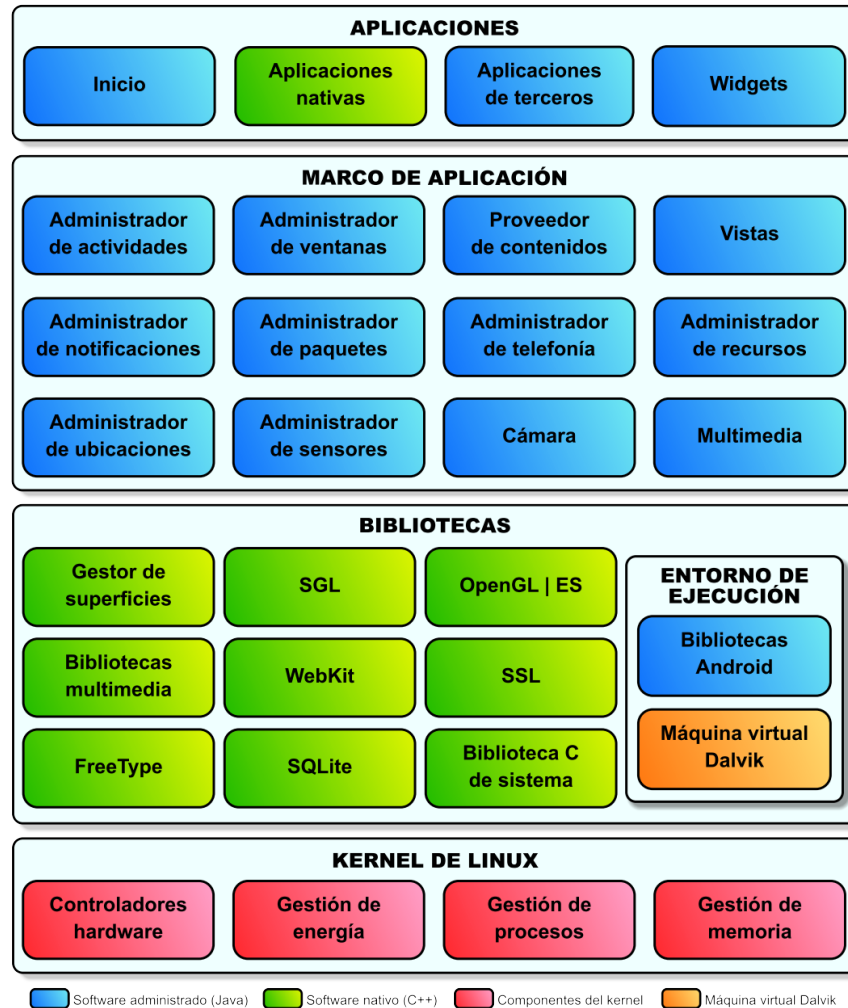 APLICACIONES
Inicio
Aplicaciones
nativas
Aplicaciones
de terceros
Widgets
MARCO DE APLICACIÓN
Administrador
de actividades
Administrador
de ventanas
Proveedor
de contenidos
Vistas
Administrador
de notificaciones
Administrador
de paquetes
Administrador
de telefonía
Administrador
de recursos
Administrador
de ubicaciones
Administrador
de sensores
Cámara
Multimedia
BIBLIOTECAS
Gestor de
superficies
SGL
OpenGL | ES
Bibliotecas
multimedia
WebKit
SSL
FreeType
SQLite
Biblioteca C
de sistema
ENTORNO DE
EJECUCIÓN
Bibliotecas
Android
Máquina virtual
Dalvik
KERNEL DE LINUX
Controladores
hardware
Gestión de
energía
Gestión de
procesos
Gestión de
memoria
Software administrado (Java)
Software nativo (C++)
Componentes del kernel
Máquina virtual Dalvik